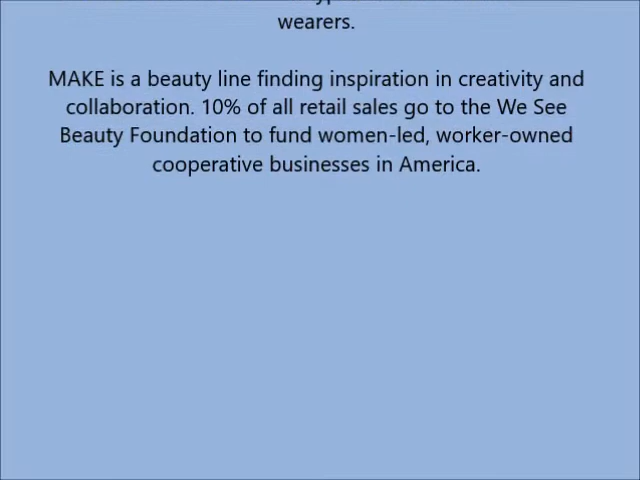 wearers.
MAKE is a beauty line finding inspiration in creativity and
collaboration. 10% of all retail sales go to the We See
Beauty Foundation to fund women-led, worker-owned
cooperative businesses in America.